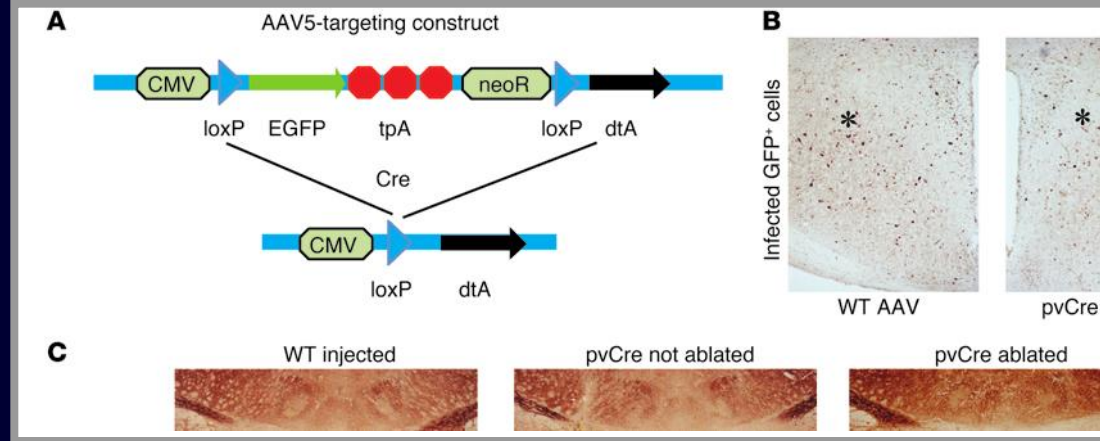 A
AAV5-targeting construct
CMV
neoR
loxP EGFP tpA loxP dtA
Cre
CMV
loxP dtA
B
Infected GFP+ cells
*
*
WT AAV
pvCre
C
WT injected
pvCre not ablated
pvCre ablated